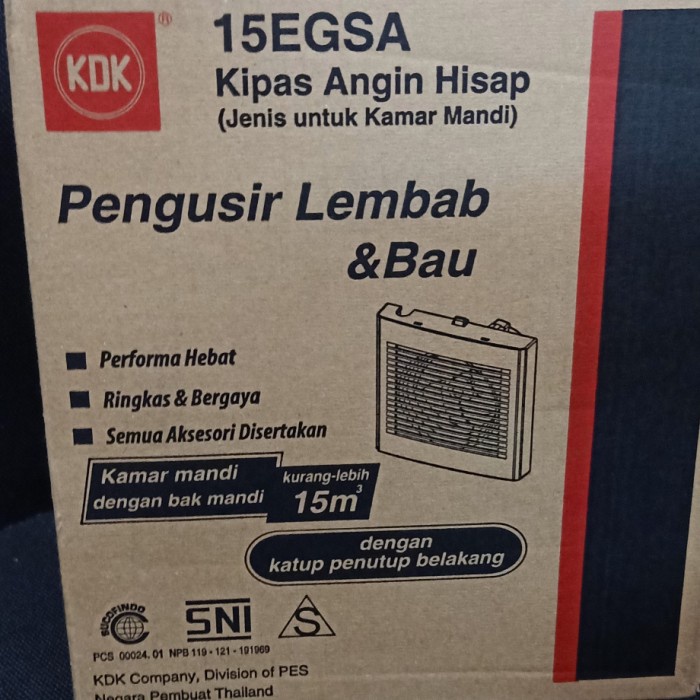 KDK ®
15EGSA
Kipas Angin Hisap
(Jenis untuk Kamar Mandi)
Pengusir Lembab
&Bau
Performa Hebat
Ringkas & Bergaya
Semua Aksesori Disertakan
Kamar mandi
dengan bak mandi
kurang-lebih
15m³
dengan
katup penutup belakang
SUCOFINDO
SNI
S
PCS 00024.01 NPB 119-121-191969
KDK Company, Division of PES
Negara Pembuat Thailand